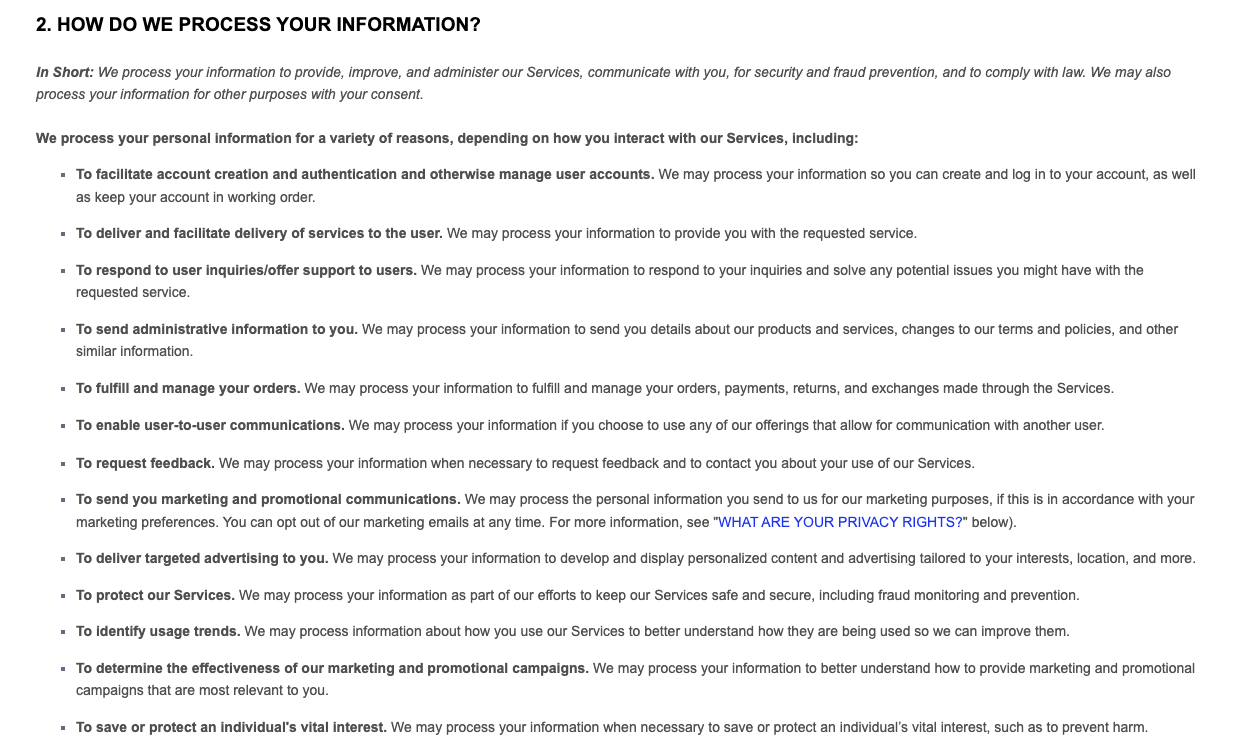 2. HOW DO WE PROCESS YOUR INFORMATION?
In Short: We process your information to provide, improve, and administer our Services, communicate with you, for security and fraud prevention, and to comply with law. We may also
process your information for other purposes with your consent.
We process your personal information for a variety of reasons, depending on how you interact with our Services, including:
▪ To facilitate account creation and authentication and otherwise manage user accounts. We may process your information so you can create and log in to your account, as well
as keep your account in working order.
▪ To deliver and facilitate delivery of services to the user. We may process your information to provide you with the requested service.
▪ To respond to user inquiries/offer support to users. We may process your information to respond to your inquiries and solve any potential issues you might have with the
requested service.
▪ To send administrative information to you. We may process your information to send you details about our products and services, changes to our terms and policies, and other
similar information.
▪ To fulfill and manage your orders. We may process your information to fulfill and manage your orders, payments, returns, and exchanges made through the Services.
▪ To enable user-to-user communications. We may process your information if you choose to use any of our offerings that allow for communication with another user.
▪ To request feedback. We may process your information when necessary to request feedback and to contact you about your use of our Services.
▪ To send you marketing and promotional communications. We may process the personal information you send to us for our marketing purposes, if this is in accordance with your
marketing preferences. You can opt out of our marketing emails at any time. For more information, see "WHAT ARE YOUR PRIVACY RIGHTS?" below).
▪ To deliver targeted advertising to you. We may process your information to develop and display personalized content and advertising tailored to your interests, location, and more.
▪ To protect our Services. We may process your information as part of our efforts to keep our Services safe and secure, including fraud monitoring and prevention.
▪ To identify usage trends. We may process information about how you use our Services to better understand how they are being used so we can improve them.
▪ To determine the effectiveness of our marketing and promotional campaigns. We may process your information to better understand how to provide marketing and promotional
campaigns that are most relevant to you.
▪ To save or protect an individual's vital interest. We may process your information when necessary to save or protect an individual’s vital interest, such as to prevent harm.